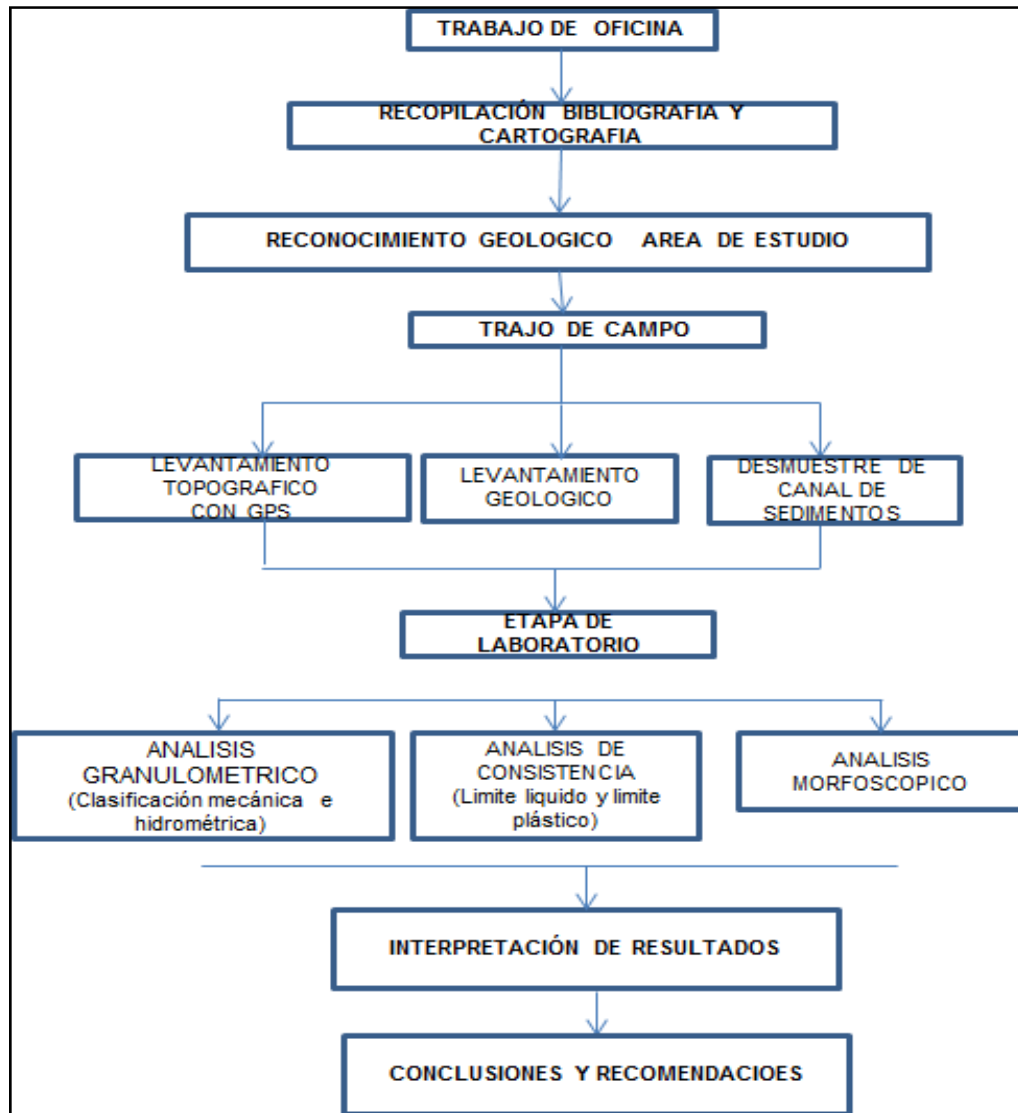 TRABAJO DE OFICINA
RECOPILACIÓN BIBLIOGRAFIA Y
CARTOGRAFIA
RECONOCIMIENTO GEOLOGICO AREA DE ESTUDIO
TRAJO DE CAMPO
LEVANTAMIENTO
TOPOGRAFICO
CON GPS
LEVANTAMIENTO
GEOLOGICO
DESMUESTRE DE
CANAL DE
SEDIMENTOS
ETAPA DE
LABORATORIO
ANALISIS
GRANULOMETRICO
(Clasificación mecánica e
hidrométrica)
ANALISIS DE
CONSISTENCIA
(Limite liquido y limite
plástico)
ANALISIS
MORFOSCOPICO
INTERPRETACIÓN DE RESULTADOS
CONCLUSIONES Y RECOMENDACIOES